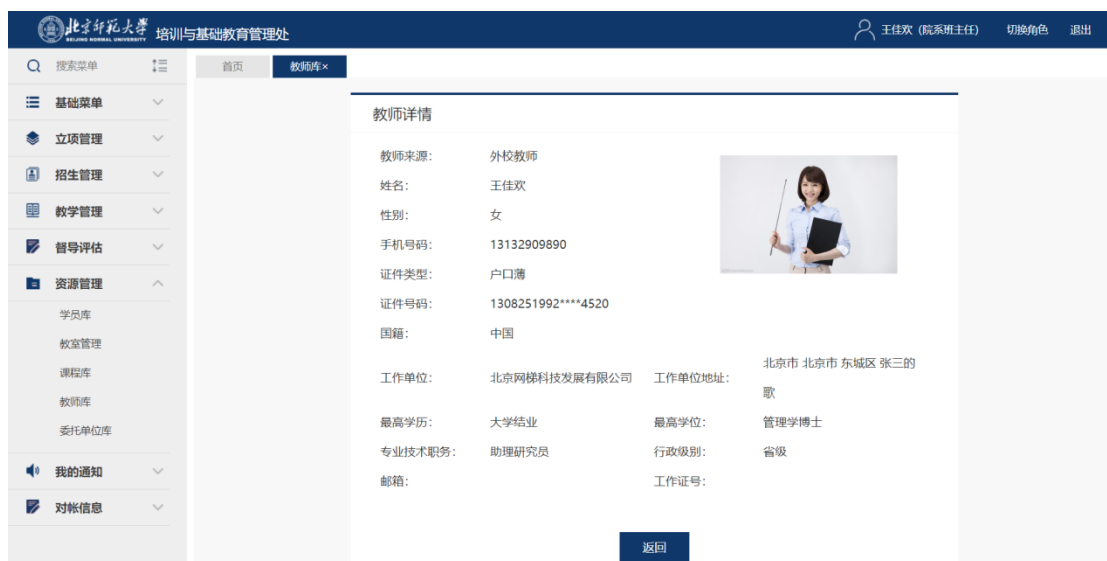 北京师范大学 培训与基础教育管理处 王佳欢 (院系班主任) 切换角色 退出
BEIJING NORMAL UNIVERSITY
搜索菜单 首页 教师库×
基础菜单
立项管理
招生管理
教学管理
督导评估
资源管理
学员库
教室管理
课程库
教师库
委托单位库
我的通知
对帐信息
教师详情
教师来源: 外校教师
姓名: 王佳欢
性别: 女
手机号码: 13132909890
证件类型: 户口薄
证件号码: 1308251992****4520
国籍: 中国
工作单位: 北京网梯科技发展有限公司 工作单位地址: 北京市 北京市 东城区 张三的
歌
最高学历: 大学结业 最高学位: 管理学博士
专业技术职务: 助理研究员 行政级别: 省级
邮箱: 工作证号:
返回